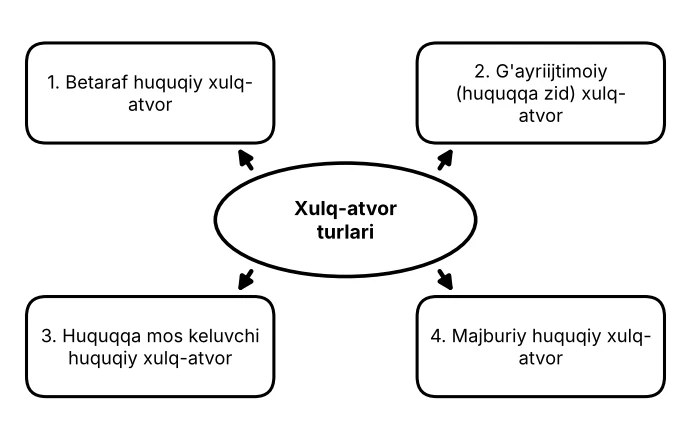 1. Betaraf huquqiy xulq-
atvor
2. G'ayriijtimoiy
(huquqqa zid) xulq-
atvor
Xulq-atvor
turlari
3. Huquqqa mos keluvchi
huquqiy xulq-atvor
4. Majburiy huquqiy xulq-
atvor